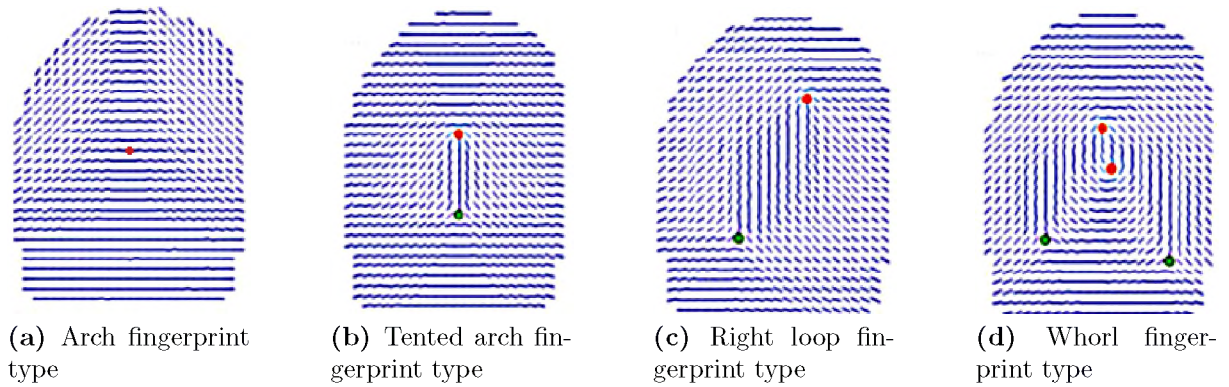 (a) Arch fingerprint
type
(b) Tented arch fin-
gerprint type
(c) Right loop fin-
gerprint type
(d) Whorl finger-
print type